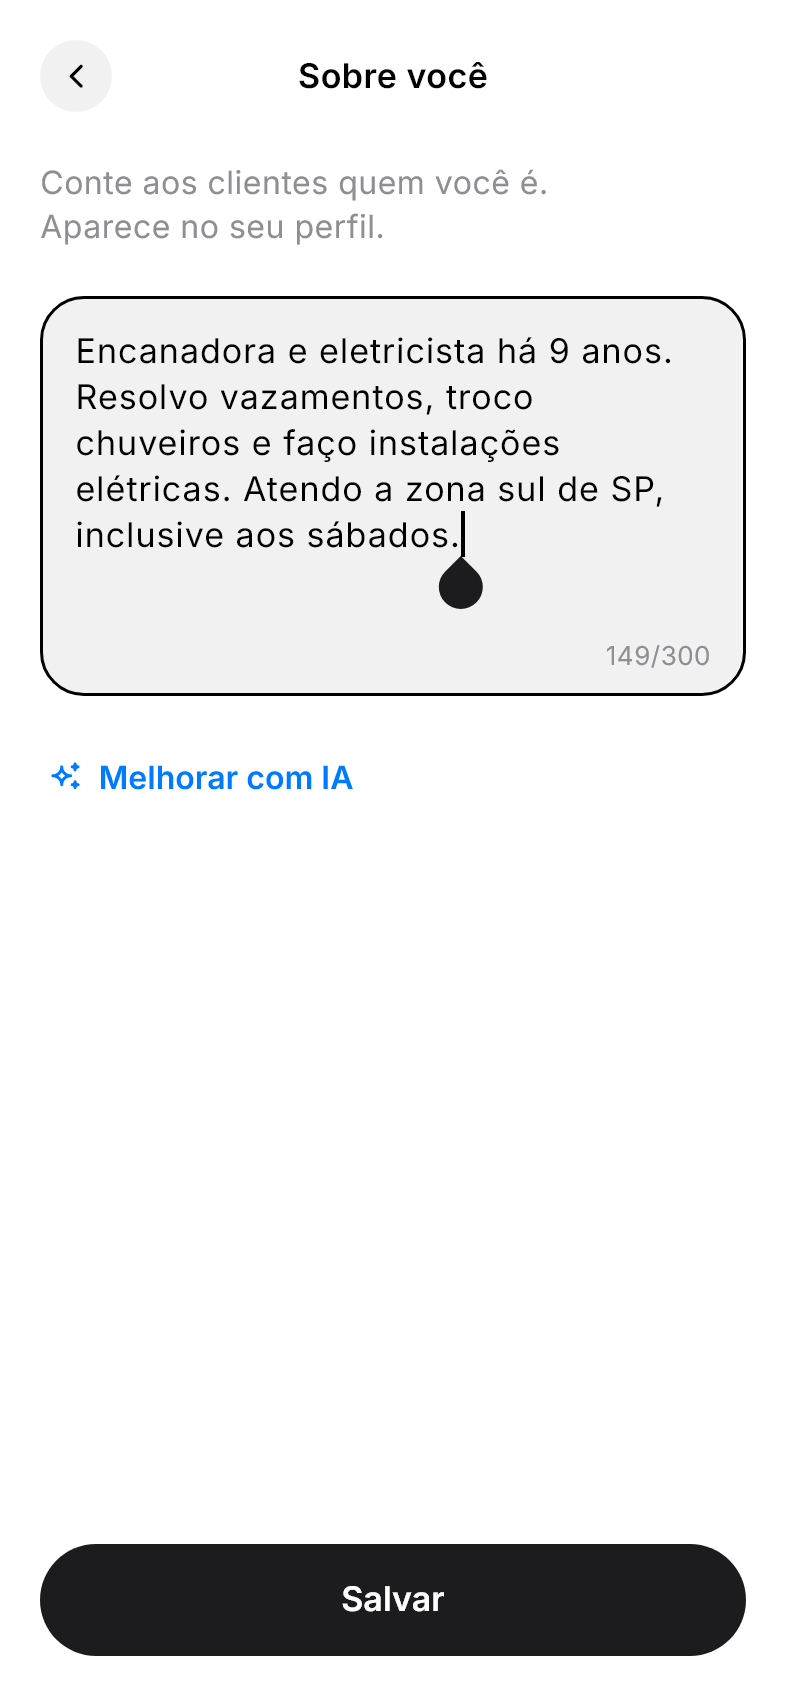 Sobre você
Conte aos clientes quem você é.
Aparece no seu perfil.
Encanadora e eletricista há 9 anos.
Resolvo vazamentos, troco
chuveiros e faço instalações
elétricas. Atendo a zona sul de SP,
inclusive aos sábados.
149/300
Melhorar com IA
Salvar